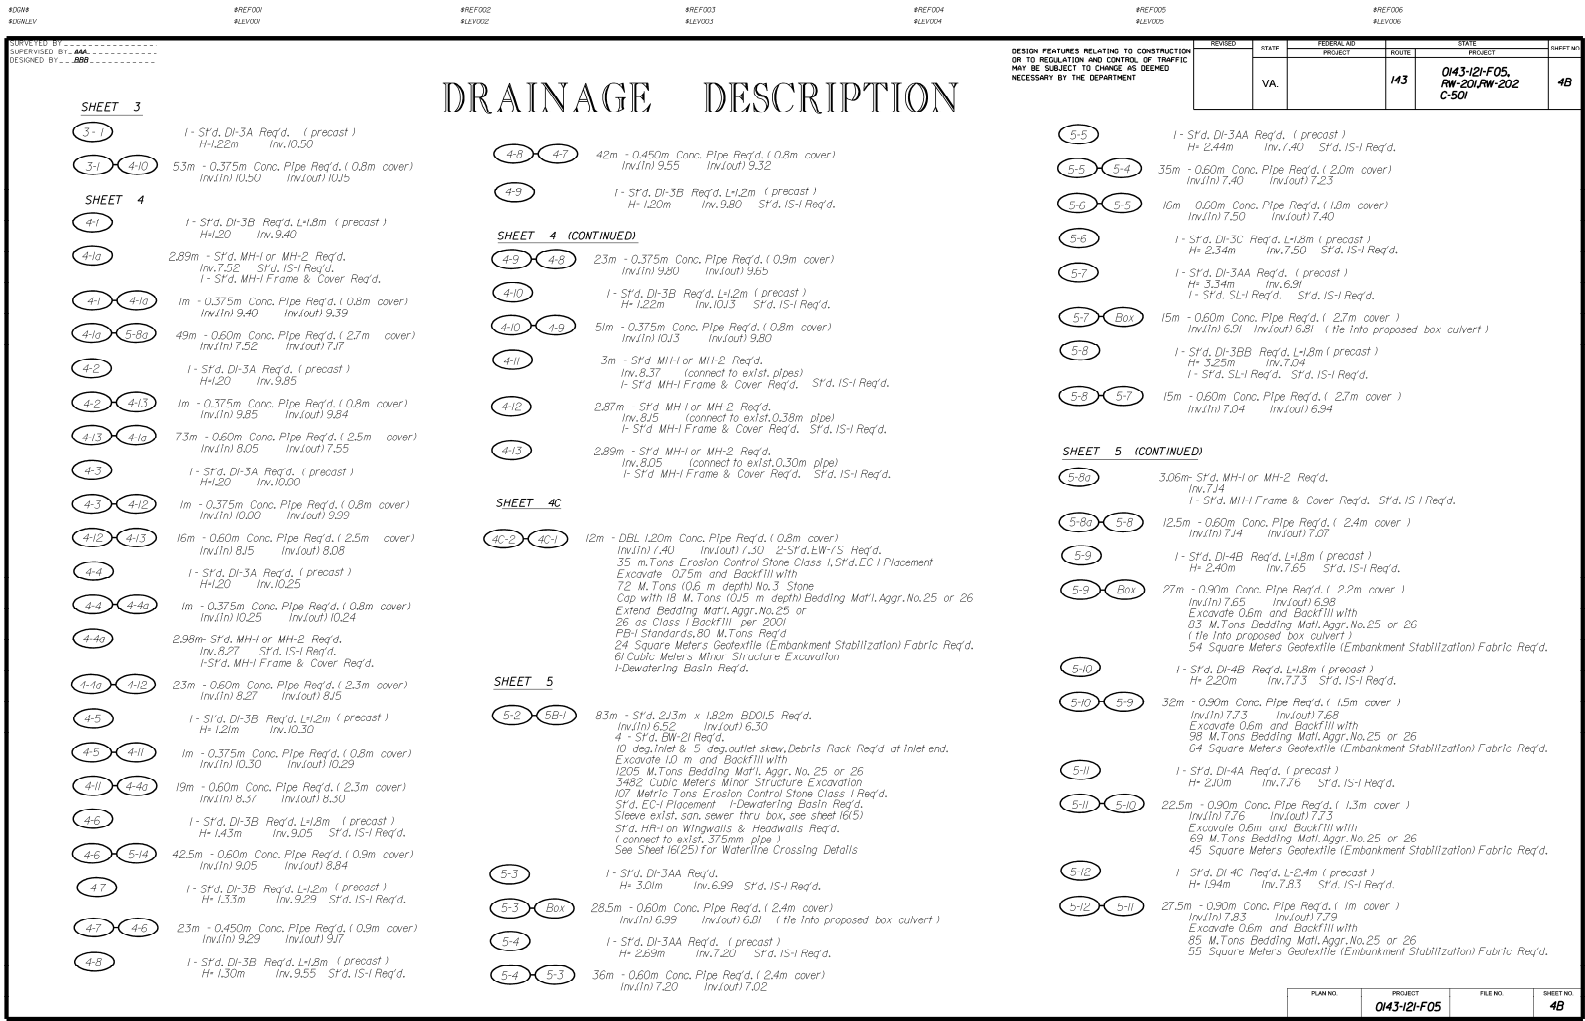 $DGN$ $REF001 $REF002 $REF003 $REF004 $REF005 $REF006
$DGNLEV $LEV001 $LEV002 $LEV003 $LEV004 $LEV005 $LEV006
SURVEYED BY
SUPERVISED BY AAA
DESIGNED BY BBB
DESIGN FEATURES RELATING TO CONSTRUCTION
OR TO REGULATION AND CONTROL OF TRAFFIC
MAY BE SUBJECT TO CHANGE AS DEEMED
NECESSARY BY THE DEPARTMENT
REVISED STATE FEDERAL AID PROJECT ROUTE STATE PROJECT SHEET NO.
VA. 143 0143-121-F05, RW-201,RW-202 C-501 4B
DRAINAGE DESCRIPTION
SHEET 3
3-1 1 - St'd. DI-3A Req'd. (precast)
H=1.22m Inv.10.50
3-1 4-10 53m - 0.375m Conc. Pipe Req'd. (0.8m cover)
Inv.(in) 10.50 Inv.(out) 10.15
SHEET 4
4-1 1 - St'd. DI-3B Req'd. L=1.8m (precast)
H=1.20 Inv.9.40
4-1a 2.89m - St'd. MH-1 or MH-2 Req'd.
Inv.7.52 St'd. IS-1 Req'd.
1 - St'd. MH-1 Frame & Cover Req'd.
4-1 4-1a 1m - 0.375m Conc. Pipe Req'd. (0.8m cover)
Inv.(in) 9.40 Inv.(out) 9.39
4-1a 5-8a 49m - 0.60m Conc. Pipe Req'd. (2.7m cover)
Inv.(in) 7.52 Inv.(out) 7.17
4-2 1 - St'd. DI-3A Req'd. (precast)
H=1.20 Inv.9.85
4-2 4-13 1m - 0.375m Conc. Pipe Req'd. (0.8m cover)
Inv.(in) 9.85 Inv.(out) 9.84
4-13 4-1a 73m - 0.60m Conc. Pipe Req'd. (2.5m cover)
Inv.(in) 8.05 Inv.(out) 7.55
4-3 1 - St'd. DI-3A Req'd. (precast)
H=1.20 Inv.10.00
4-3 4-12 1m - 0.375m Conc. Pipe Req'd. (0.8m cover)
Inv.(in) 10.00 Inv.(out) 9.99
4-12 4-13 16m - 0.60m Conc. Pipe Req'd. (2.5m cover)
Inv.(in) 8.15 Inv.(out) 8.08
4-4 1 - St'd. DI-3A Req'd. (precast)
H=1.20 Inv.10.25
4-4 4-4a 1m - 0.375m Conc. Pipe Req'd. (0.8m cover)
Inv.(in) 10.25 Inv.(out) 10.24
4-4a 2.98m- St'd. MH-1 or MH-2 Req'd.
Inv.8.27 St'd. IS-1 Req'd.
1-St'd. MH-1 Frame & Cover Req'd.
4-4a 4-12 23m - 0.60m Conc. Pipe Req'd. (2.3m cover)
Inv.(in) 8.27 Inv.(out) 8.15
4-5 1 - St'd. DI-3B Req'd. L=1.2m (precast)
H= 1.21m Inv.10.30
4-5 4-11 1m - 0.375m Conc. Pipe Req'd. (0.8m cover)
Inv.(in) 10.30 Inv.(out) 10.29
4-11 4-4a 19m - 0.60m Conc. Pipe Req'd. (2.3m cover)
Inv.(in) 8.37 Inv.(out) 8.30
4-6 1 - St'd. DI-3B Req'd. L=1.8m (precast)
H= 1.43m Inv.9.05 St'd. IS-1 Req'd.
4-6 5-14 42.5m - 0.60m Conc. Pipe Req'd. (0.9m cover)
Inv.(in) 9.05 Inv.(out) 8.84
4 7 1 - St'd. DI-3B Req'd. L=1.2m (precast)
H= 1.33m Inv.9.29 St'd. IS-1 Req'd.
4-7 4-6 23m - 0.450m Conc. Pipe Req'd. (0.9m cover)
Inv.(in) 9.29 Inv.(out) 9.17
4-8 1 - St'd. DI-3B Req'd. L=1.8m (precast)
H= 1.30m Inv.9.55 St'd. IS-1 Req'd.
4-8 4-7 42m - 0.450m Conc. Pipe Req'd. (0.8m cover)
Inv.(in) 9.55 Inv.(out) 9.32
4-9 1 - St'd. DI-3B Req'd. L=1.2m (precast)
H= 1.20m Inv.9.80 St'd. IS-1 Req'd.
SHEET 4 (CONTINUED)
4-9 4-8 23m - 0.375m Conc. Pipe Req'd. (0.9m cover)
Inv.(in) 9.80 Inv.(out) 9.65
4-10 1 - St'd. DI-3B Req'd. L=1.2m (precast)
H= 1.22m Inv.10.13 St'd. IS-1 Req'd.
4-10 4-9 51m - 0.375m Conc. Pipe Req'd. (0.8m cover)
Inv.(in) 10.13 Inv.(out) 9.80
4-11 3m - St'd MH-1 or MH-2 Req'd.
Inv.8.37 (connect to exist. pipes)
1- St'd MH-1 Frame & Cover Req'd. St'd. IS-1 Req'd.
4-12 2.87m St'd MH-1 or MH-2 Req'd.
Inv.8.15 (connect to exist.0.38m pipe)
1- St'd MH-1 Frame & Cover Req'd. St'd. IS-1 Req'd.
4-13 2.89m - St'd MH-1 or MH-2 Req'd.
Inv.8.05 (connect to exist.0.30m pipe)
1- St'd MH-1 Frame & Cover Req'd. St'd. IS-1 Req'd.
SHEET 4C
4C-2 4C-1 12m - DBL 1.20m Conc. Pipe Req'd. (0.8m cover)
Inv.(in) 7.40 Inv.(out) 7.30 2-St'd.EW-7S Req'd.
35 m.Tons Erosion Control Stone Class 1,St'd.EC-1 Placement
Excavate 0.75m and Backfill with
72 M.Tons (0.6 m depth) No.3 Stone
Cap with 18 M. Tons (0.15 m depth) Bedding Mat'l.Aggr.No.25 or 26
Extend Bedding Mat'l.Aggr.No.25 or
26 as Class 1 Backfill per 2001
PB-1 Standards,80 M.Tons Req'd
24 Square Meters Geotextile (Embankment Stabilization) Fabric Req'd.
61 Cubic Meters Minor Structure Excavation
1-Dewatering Basin Req'd.
SHEET 5
5-2 5B-1 83m - St'd. 2.13m x 1.82m BD01.5 Req'd.
Inv.(in) 6.52 Inv.(out) 6.30
4 - St'd. BW-21 Req'd.
10 deg.inlet & 5 deg.outlet skew,Debris Rack Req'd at inlet end.
Excavate 1.0 m and Backfill with
1205 M.Tons Bedding Mat'l. Aggr. No. 25 or 26
3482 Cubic Meters Minor Structure Excavation
107 Metric Tons Erosion Control Stone Class 1 Req'd.
St'd. EC-1 Placement 1-Dewatering Basin Req'd.
Sleeve exist. san. sewer thru box, see sheet 16(5)
St'd. HR-1 on Wingwalls & Headwalls Req'd.
(connect to exist. 375mm pipe)
See Sheet 16(25) for Waterline Crossing Details
5-3 1 - St'd. DI-3AA Req'd.
H= 3.01m Inv.6.99 St'd. IS-1 Req'd.
5-3 Box 28.5m - 0.60m Conc. Pipe Req'd. (2.4m cover)
Inv.(in) 6.99 Inv.(out) 6.81 (tie into proposed box culvert)
5-4 1 - St'd. DI-3AA Req'd. (precast)
H= 2.69m Inv.7.20 St'd. IS-1 Req'd.
5-4 5-3 36m - 0.60m Conc. Pipe Req'd. (2.4m cover)
Inv.(in) 7.20 Inv.(out) 7.02
5-5 1 - St'd. DI-3AA Req'd. (precast)
H= 2.44m Inv.7.40 St'd. IS-1 Req'd.
5-5 5-4 35m - 0.60m Conc. Pipe Req'd. (2.0m cover)
Inv.(in) 7.40 Inv.(out) 7.23
5-6 5-5 16m 0.60m Conc. Pipe Req'd. (1.8m cover)
Inv.(in) 7.50 Inv.(out) 7.40
5-6 1 - St'd. DI-3C Req'd. L=1.8m (precast)
H= 2.34m Inv.7.50 St'd. IS-1 Req'd.
5-7 1 - St'd. DI-3AA Req'd. (precast)
H= 3.34m Inv.6.91
1 - St'd. SL-1 Req'd. St'd. IS-1 Req'd.
5-7 Box 15m - 0.60m Conc. Pipe Req'd. (2.7m cover)
Inv.(in) 6.91 Inv.(out) 6.81 (tie into proposed box culvert)
5-8 1 - St'd. DI-3BB Req'd. L=1.8m (precast)
H= 3.25m Inv.7.04
1 - St'd. SL-1 Req'd. St'd. IS-1 Req'd.
5-8 5-7 15m - 0.60m Conc. Pipe Req'd. (2.7m cover)
Inv.(in) 7.04 Inv.(out) 6.94
SHEET 5 (CONTINUED)
5-8a 3.06m- St'd. MH-1 or MH-2 Req'd.
Inv.7.14
1 - St'd. MH-1 Frame & Cover Req'd. St'd. IS-1 Req'd.
5-8a 5-8 12.5m - 0.60m Conc. Pipe Req'd. (2.4m cover)
Inv.(in) 7.14 Inv.(out) 7.07
5-9 1 - St'd. DI-4B Req'd. L=1.8m (precast)
H= 2.40m Inv.7.65 St'd. IS-1 Req'd.
5-9 Box 27m - 0.90m Conc. Pipe Req'd. (2.2m cover)
Inv.(in) 7.65 Inv.(out) 6.98
Excavate 0.6m and Backfill with
83 M.Tons Bedding Matl.Aggr.No.25 or 26
(tie into proposed box culvert)
54 Square Meters Geotextile (Embankment Stabilization) Fabric Req'd.
5-10 1 - St'd. DI-4B Req'd. L=1.8m (precast)
H= 2.20m Inv.7.73 St'd. IS-1 Req'd.
5-10 5-9 32m - 0.90m Conc. Pipe Req'd. (1.5m cover)
Inv.(in) 7.73 Inv.(out) 7.68
Excavate 0.6m and Backfill with
98 M.Tons Bedding Matl.Aggr.No.25 or 26
64 Square Meters Geotextile (Embankment Stabilization) Fabric Req'd.
5-11 1 - St'd. DI-4A Req'd. (precast)
H= 2.10m Inv.7.76 St'd. IS-1 Req'd.
5-11 5-10 22.5m - 0.90m Conc. Pipe Req'd. (1.3m cover)
Inv.(in) 7.76 Inv.(out) 7.73
Excavate 0.6m and Backfill with
69 M.Tons Bedding Matl.Aggr.No.25 or 26
45 Square Meters Geotextile (Embankment Stabilization) Fabric Req'd.
5-12 1 St'd. DI-4C Req'd. L=2.4m (precast)
H= 1.94m Inv.7.83 St'd. IS-1 Req'd.
5-12 5-11 27.5m - 0.90m Conc. Pipe Req'd. (1m cover)
Inv.(in) 7.83 Inv.(out) 7.79
Excavate 0.6m and Backfill with
85 M.Tons Bedding Matl.Aggr.No.25 or 26
55 Square Meters Geotextile (Embankment Stabilization) Fabric Req'd.
PLAN NO. PROJECT FILE NO. SHEET NO.
0143-121-F05 4B